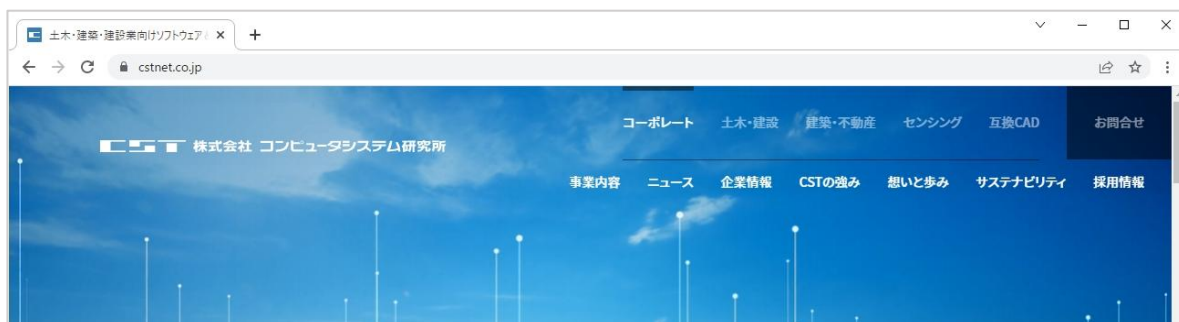 土木・建築・建設業向けソフトウェア
cstnet.co.jp
コーポレート 土木・建設 建築・不動産 センシング 互換CAD お問合せ
CST 株式会社 コンピュータシステム研究所
事業内容 ニュース 企業情報 CSTの強み 想いと歩み サステナビリティ 採用情報